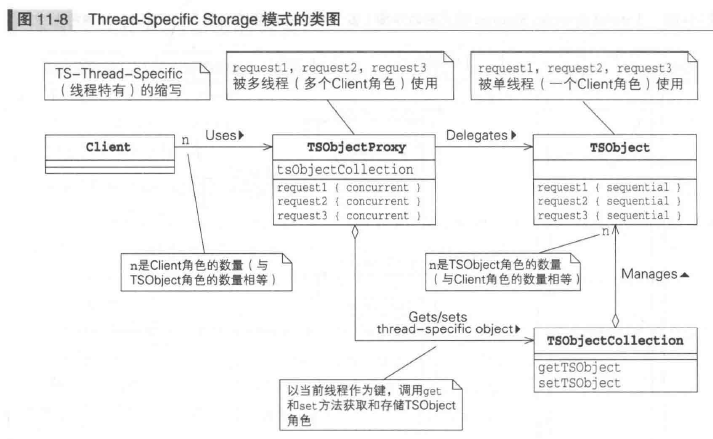 图 11-8 Thread-Specific Storage 模式的类图
TS-Thread-Specific
（线程特有）的缩写
request1, request2, request3
被多线程（多个Client角色）使用
request1, request2, request3
被单线程（一个Client角色）使用
Client
n
Uses
TSObjectProxy
tsObjectCollection
request1 { concurrent }
request2 { concurrent }
request3 { concurrent }
Delegates
TSObject
request1 { sequential }
request2 { sequential }
request3 { sequential }
n
n是Client角色的数量（与
TSObject角色的数量相等）
n是TSObject角色的数量
（与Client角色的数量相等）
Manages
Gets/sets
thread-specific object
TSObjectCollection
getTSObject
setTSObject
以当前线程作为键，调用get
和set方法获取和存储TSObject
角色